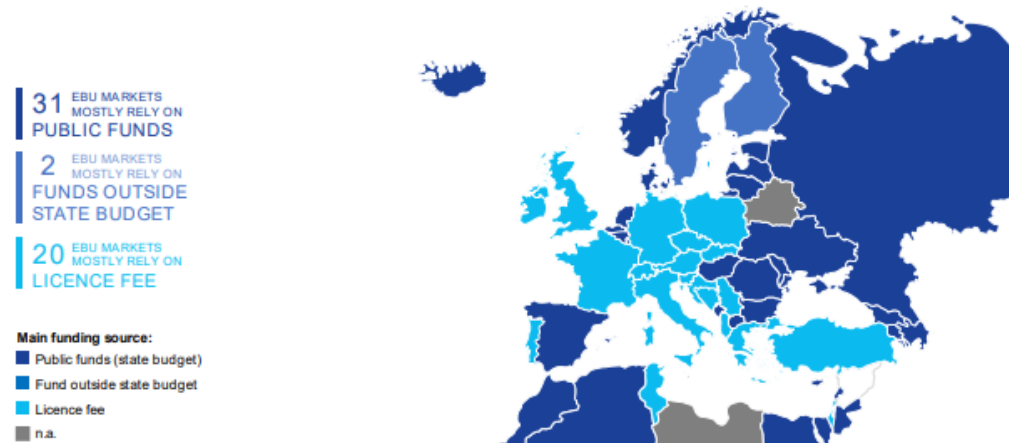 31 EBU MARKETS
MOSTLY RELY ON
PUBLIC FUNDS
2 EBU MARKETS
MOSTLY RELY ON
FUNDS OUTSIDE
STATE BUDGET
20 EBU MARKETS
MOSTLY RELY ON
LICENCE FEE
Main funding source:
Public funds (state budget)
Fund outside state budget
Licence fee
n.a.